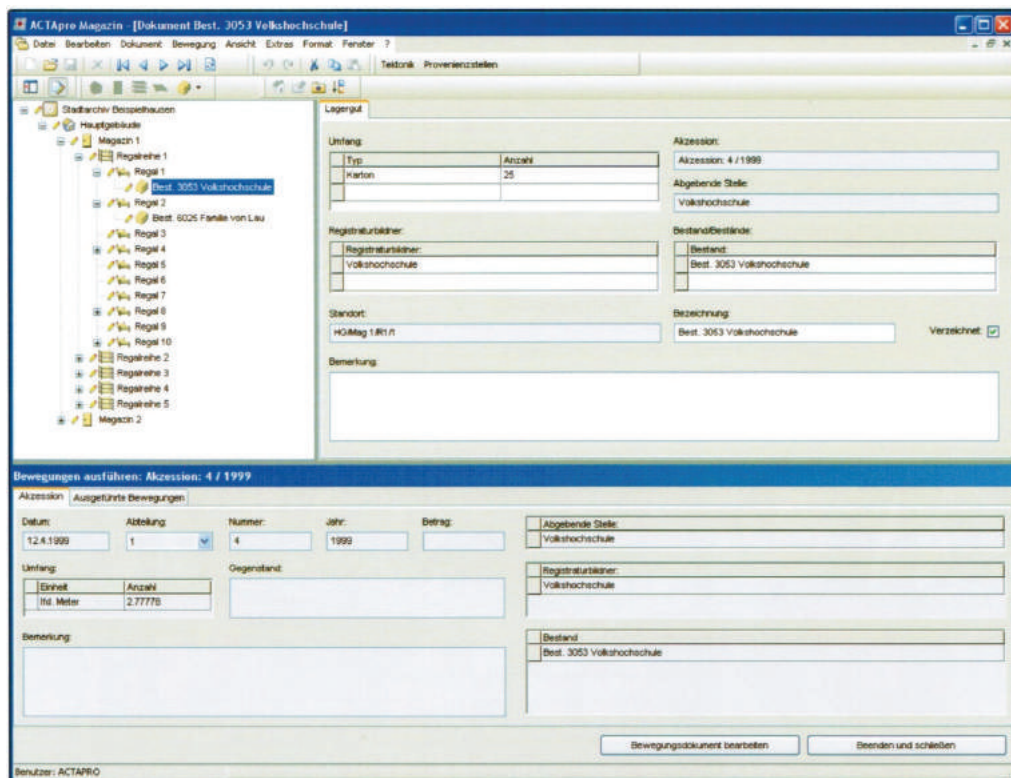 ACTApro Magazin - [Dokument Best. 3053 Volkshochschule]
Datei Bearbeiten Dokument Bewegung Ansicht Extras Format Fenster ?
Tektonik Provenienzstellen
Stadtarchiv Beispielhausen
Hauptgebäude
Magazin 1
Regalreihe 1
Regal 1
Best. 3053 Volkshochschule
Regal 2
Best. 6025 Familie von Lau
Regal 3
Regal 4
Regal 5
Regal 6
Regal 7
Regal 8
Regal 9
Regal 10
Regalreihe 2
Regalreihe 3
Regalreihe 4
Regalreihe 5
Magazin 2
Lagergut
Umfang:
Typ Anzahl
Karton 25
Akzession:
Akzession: 4 / 1999
Abgebende Stelle:
Volkshochschule
Registraturbildner:
Registraturbildner:
Volkshochschule
Bestand/Bestände:
Bestand:
Best. 3053 Volkshochschule
Standort:
HG/Mag 1/R1/1
Bezeichnung:
Best. 3053 Volkshochschule
Verzeichnet:
Bemerkung:
Bewegungen ausführen: Akzession: 4 / 1999
Akzession Ausgeführte Bewegungen
Datum: Abteilung: Nummer: Jahr: Betrag:
12.4.1999 1 4 1999
Umfang:
Einheit Anzahl
lfd. Meter 2.77778
Gegenstand:
Bemerkung:
Abgebende Stelle:
Volkshochschule
Registraturbildner:
Volkshochschule
Bestand
Best. 3053 Volkshochschule
Bewegungsdokument bearbeiten Beenden und schließen
Benutzer: ACTAPRO